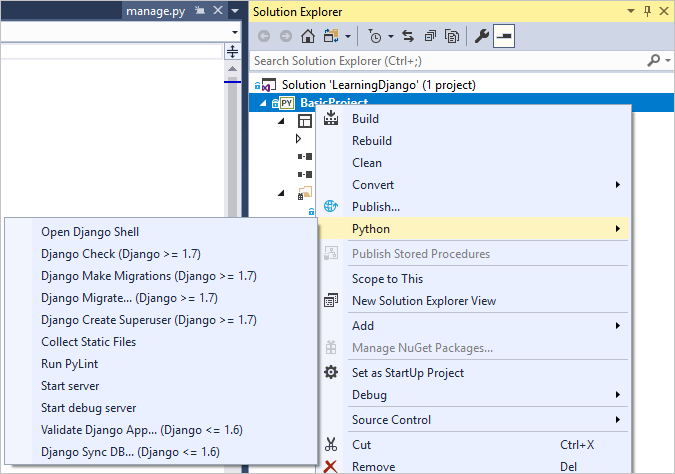 manage.py
Solution Explorer
Search Solution Explorer (Ctrl+;)
Solution 'LearningDjango' (1 project)
PY BasicProject
Build
Rebuild
Clean
Convert
Publish...
Python
Publish Stored Procedures
Scope to This
New Solution Explorer View
Add
Manage NuGet Packages...
Set as StartUp Project
Debug
Source Control
Cut Ctrl+X
Remove Del
Open Django Shell
Django Check (Django >= 1.7)
Django Make Migrations (Django >= 1.7)
Django Migrate... (Django >= 1.7)
Django Create Superuser (Django >= 1.7)
Collect Static Files
Run PyLint
Start server
Start debug server
Validate Django App... (Django <= 1.6)
Django Sync DB... (Django <= 1.6)